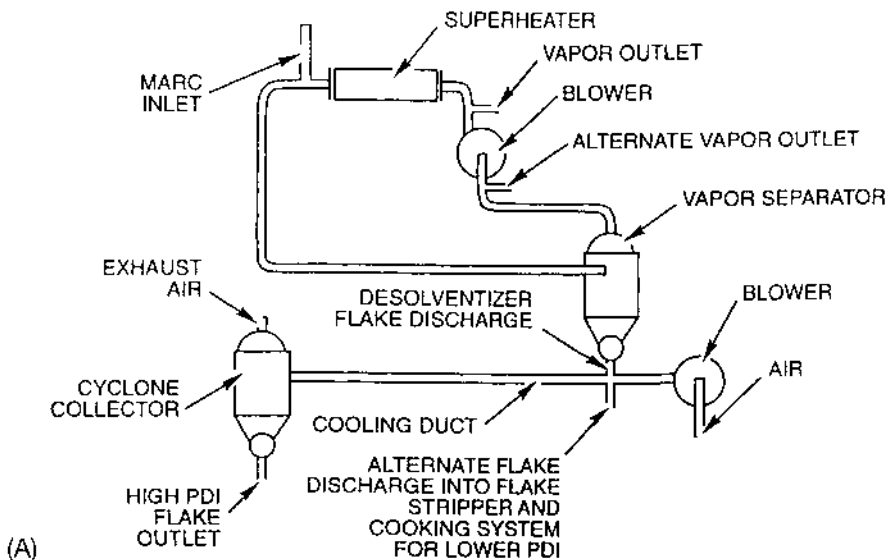 SUPERHEATER
VAPOR OUTLET
MARC
INLET
BLOWER
ALTERNATE VAPOR OUTLET
VAPOR SEPARATOR
EXHAUST
AIR
DESOLVENTIZER
FLAKE DISCHARGE
BLOWER
AIR
CYCLONE
COLLECTOR
COOLING DUCT
ALTERNATE FLAKE
DISCHARGE INTO FLAKE
STRIPPER AND
COOKING SYSTEM
FOR LOWER PDI
HIGH PDI
FLAKE
OUTLET
(A)